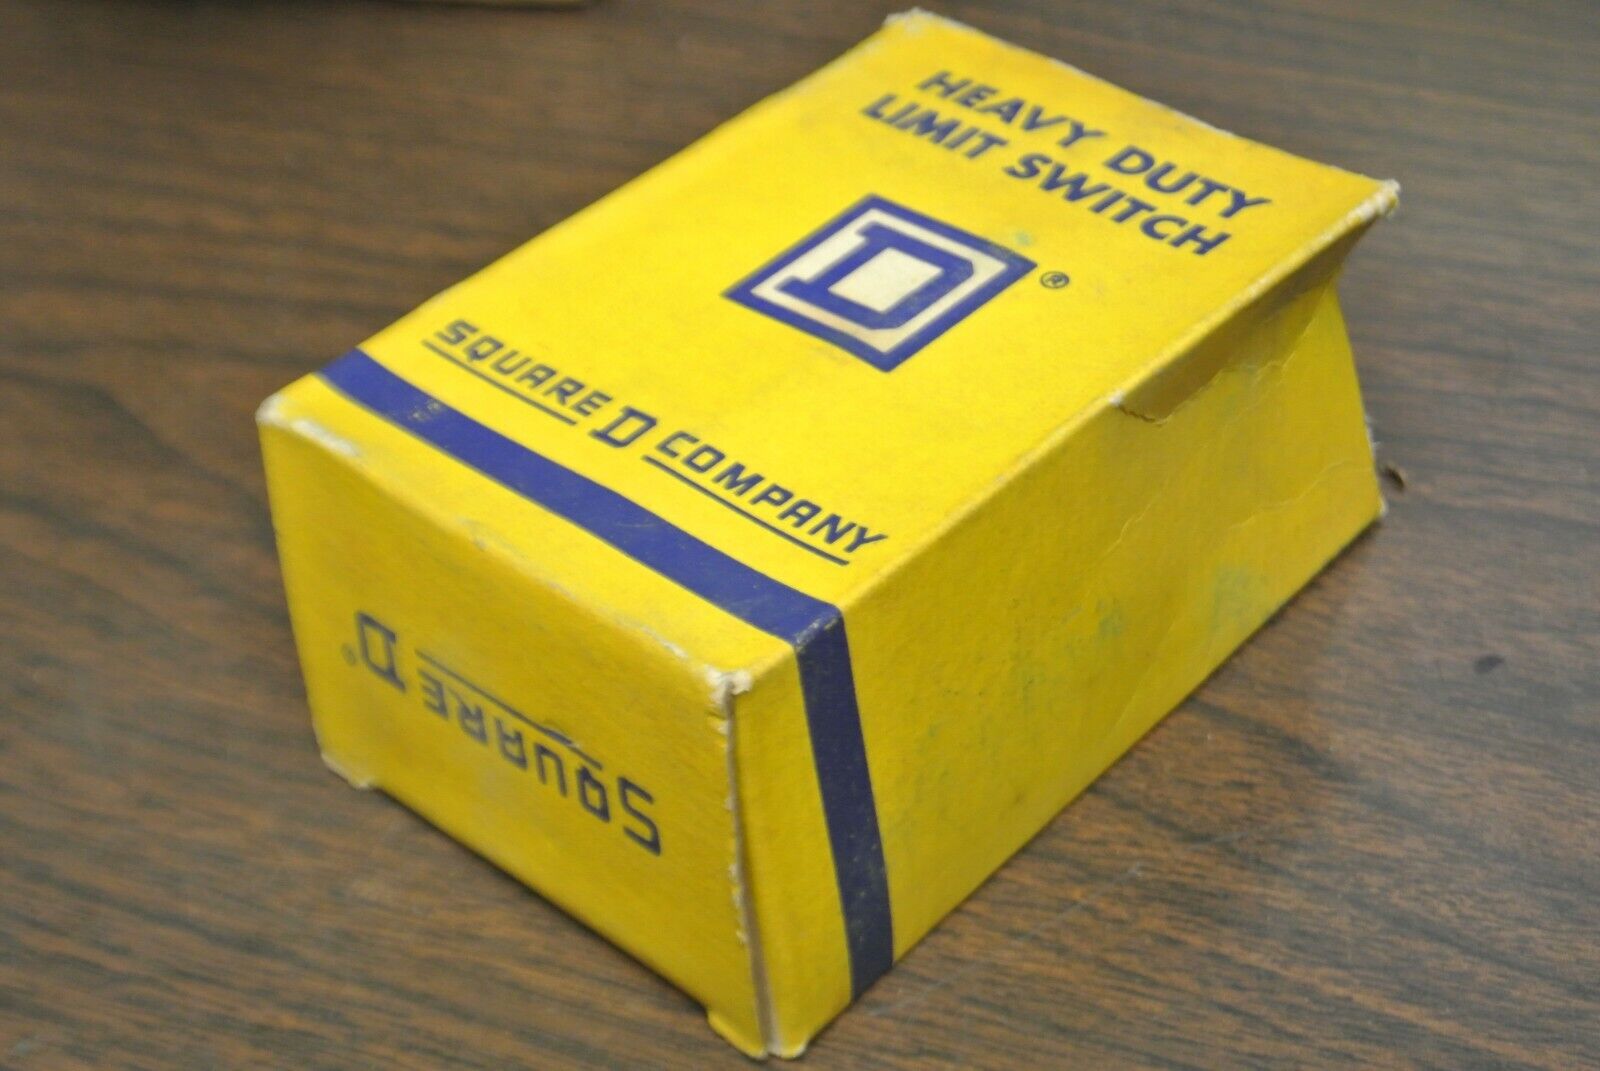 HEAVY DUTY
LIMIT SWITCH
D®
SQUARE D COMPANY
SQUARE D®